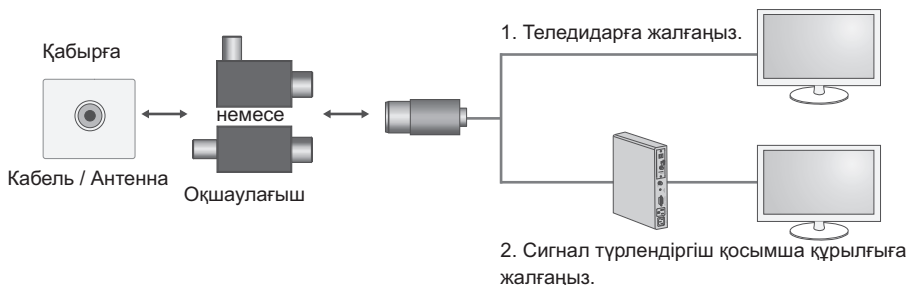 Қабырға
Кабель / Антенна
немесе
Оқшаулағыш
1. Теледидарға жалғаңыз.
2. Сигнал түрлендіргіш қосымша құрылғыға
жалғаңыз.